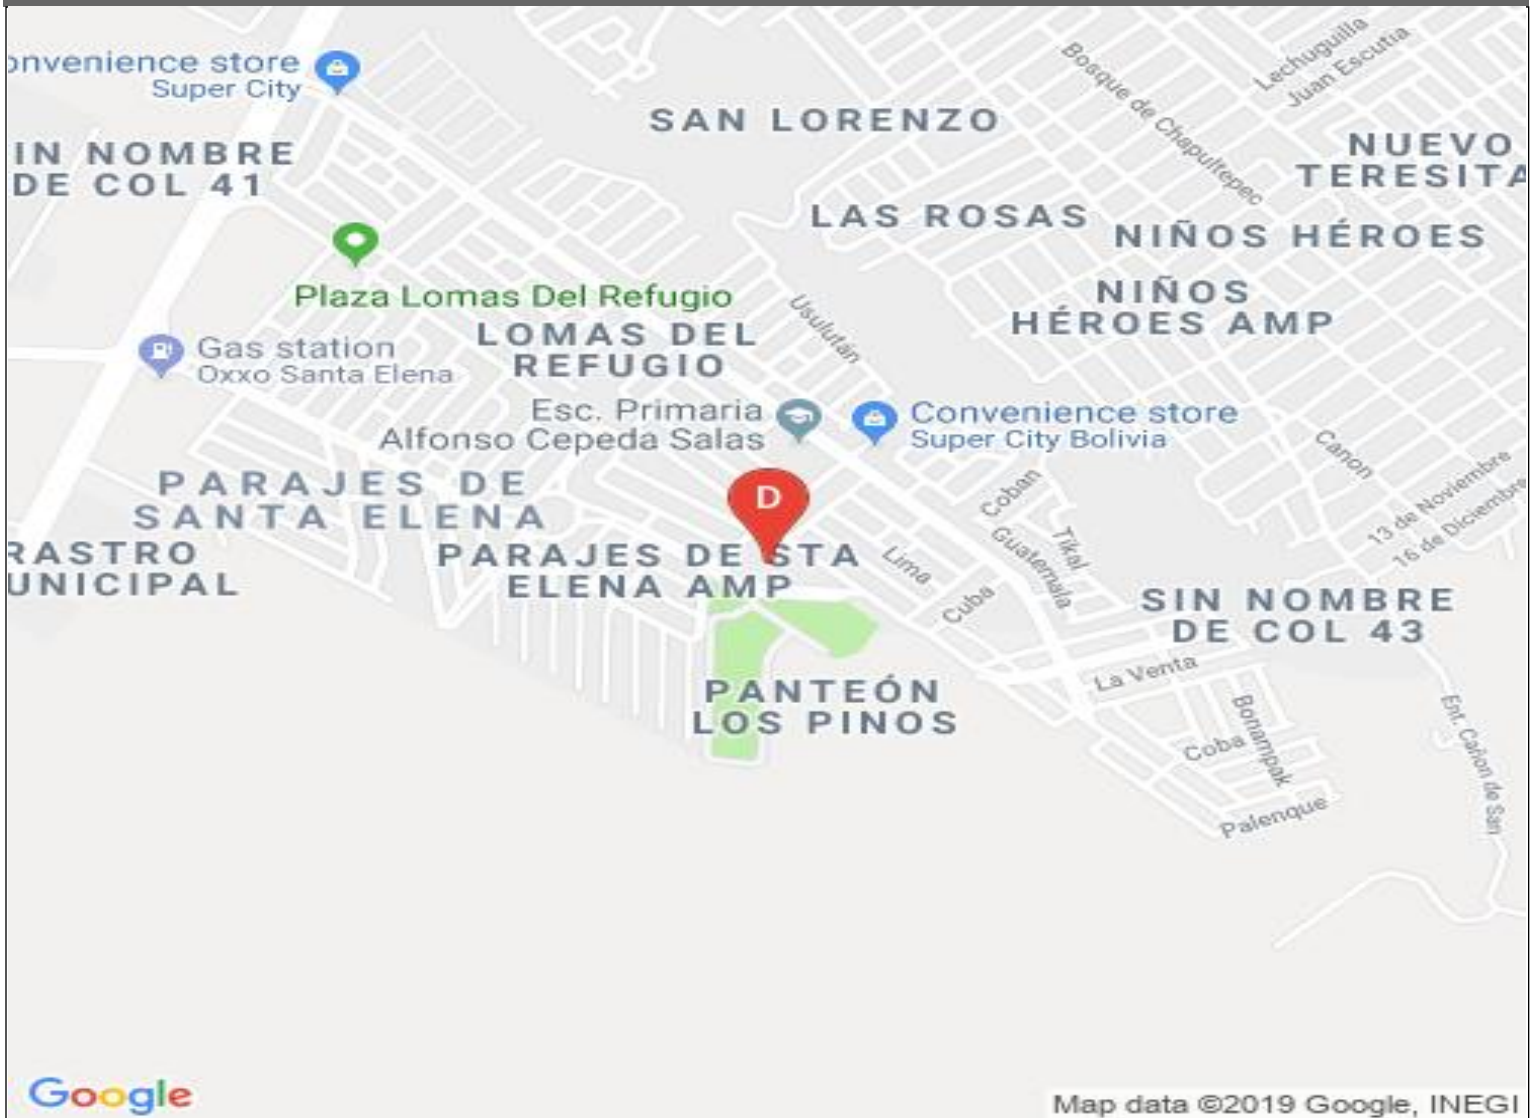 onvenience store
Super City
SAN LORENZO
Bosque de Chapultepec
Lechuguilla
Juan Escutia
IN NOMBRE
DE COL 41
NUEVO
TERESITA
LAS ROSAS
NIÑOS HÉROES
Plaza Lomas Del Refugio
NIÑOS
HÉROES AMP
Usulután
LOMAS DEL
REFUGIO
Gas station
Oxxo Santa Elena
Esc. Primaria
Alfonso Cepeda Salas
Convenience store
Super City Bolivia
Canon
13 de Noviembre
16 de Diciembre
PARAJES DE
SANTA ELENA
D
Coban
Tikal
Guatemala
RASTRO
UNICIPAL
PARAJES DE STA
ELENA AMP
Lima
Cuba
SIN NOMBRE
DE COL 43
La Venta
PANTEÓN
LOS PINOS
Bonampak
Coba
Ent. Cañon de San
Palenque
Google
Map data ©2019 Google, INEGI